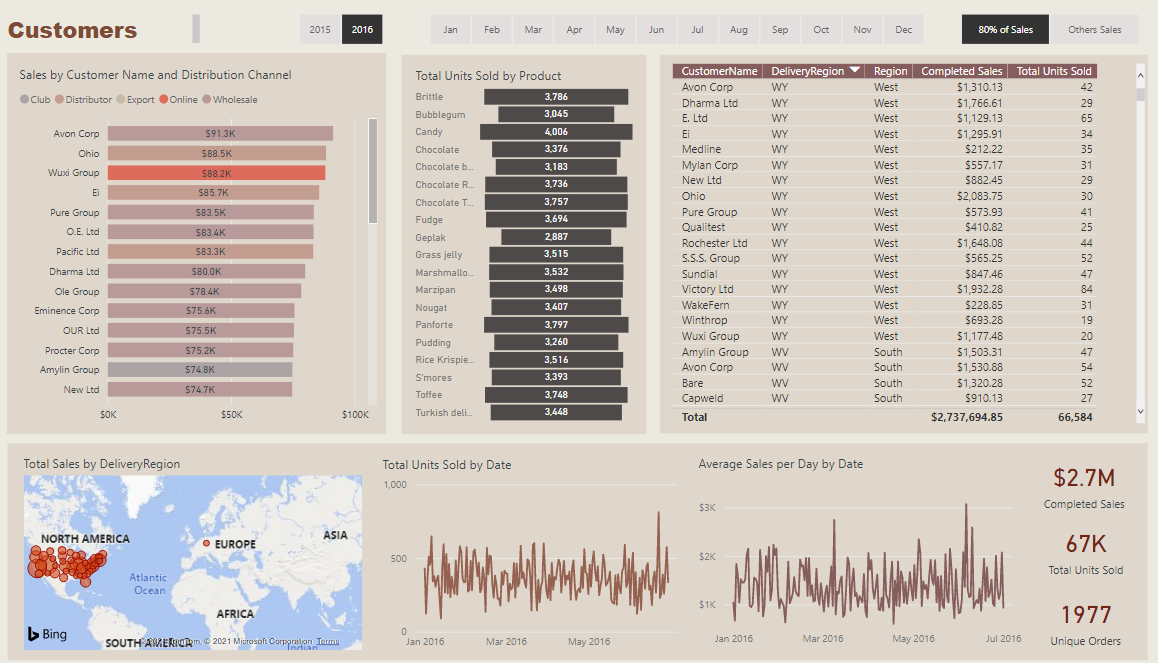 Customers
2015 2016
Jan Feb Mar Apr May Jun Jul Aug Sep Oct Nov Dec
80% of Sales Others Sales
Sales by Customer Name and Distribution Channel
Club Distributor Export Online Wholesale
Avon Corp $91.3K
Ohio $88.5K
Wuxi Group $88.2K
Ei $85.7K
Pure Group $83.5K
O.E. Ltd $83.4K
Pacific Ltd $83.3K
Dharma Ltd $80.0K
Ole Group $78.4K
Eminence Corp $75.6K
OUR Ltd $75.5K
Procter Corp $75.2K
Amylin Group $74.8K
New Ltd $74.7K
$0K $50K $100K
Total Units Sold by Product
Brittle 3,786
Bubblegum 3,045
Candy 4,006
Chocolate 3,376
Chocolate b... 3,183
Chocolate R... 3,736
Chocolate T... 3,757
Fudge 3,694
Geplak 2,887
Grass jelly 3,515
Marshmallo... 3,532
Marzipan 3,498
Nougat 3,407
Panforte 3,797
Pudding 3,260
Rice Krispie... 3,516
S'mores 3,393
Toffee 3,748
Turkish deli... 3,448
CustomerName DeliveryRegion Region Completed Sales Total Units Sold
Avon Corp WY West $1,310.13 42
Dharma Ltd WY West $1,766.61 29
E. Ltd WY West $1,129.13 65
Ei WY West $1,295.91 34
Medline WY West $212.22 35
Mylan Corp WY West $557.17 31
New Ltd WY West $882.45 29
Ohio WY West $2,083.75 30
Pure Group WY West $573.93 41
Qualitest WY West $410.82 25
Rochester Ltd WY West $1,648.08 44
S.S.S. Group WY West $565.25 52
Sundial WY West $847.46 47
Victory Ltd WY West $1,932.28 84
WakeFern WY West $228.85 31
Winthrop WY West $693.28 19
Wuxi Group WY West $1,177.48 20
Amylin Group WV South $1,503.31 47
Avon Corp WV South $1,530.88 54
Bare WV South $1,320.28 52
Capweld WV South $910.13 27
Total $2,737,694.85 66,584
Total Sales by DeliveryRegion
NORTH AMERICA
EUROPE
ASIA
Atlantic
Ocean
AFRICA
SOUTH AMERICA
Indian
Bing
© 2021 Microsoft Corporation Terms
Total Units Sold by Date
1,000
500
0
Jan 2016 Mar 2016 May 2016
Average Sales per Day by Date
$3K
$2K
$1K
Jan 2016 Mar 2016 May 2016 Jul 2016
$2.7M
Completed Sales
67K
Total Units Sold
1977
Unique Orders